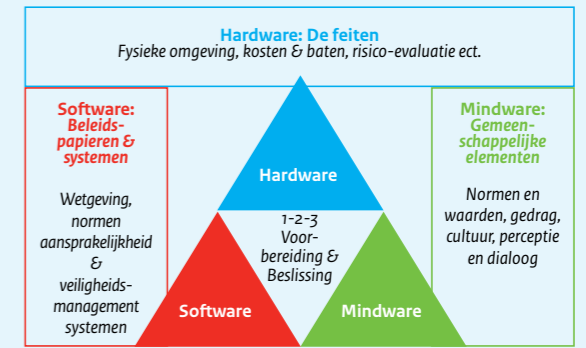 Hardware: De feiten
Fysieke omgeving, kosten & baten, risico-evaluatie ect.
Software:
Beleids-
papieren &
systemen
Wetgeving,
normen
aansprakelijkheid
&
veiligheids-
management
systemen
Hardware
1-2-3
Voor-
bereiding &
Beslissing
Software
Mindware
Mindware:
Gemeen-
schappelijke
elementen
Normen en
waarden, gedrag,
cultuur, perceptie
en dialoog